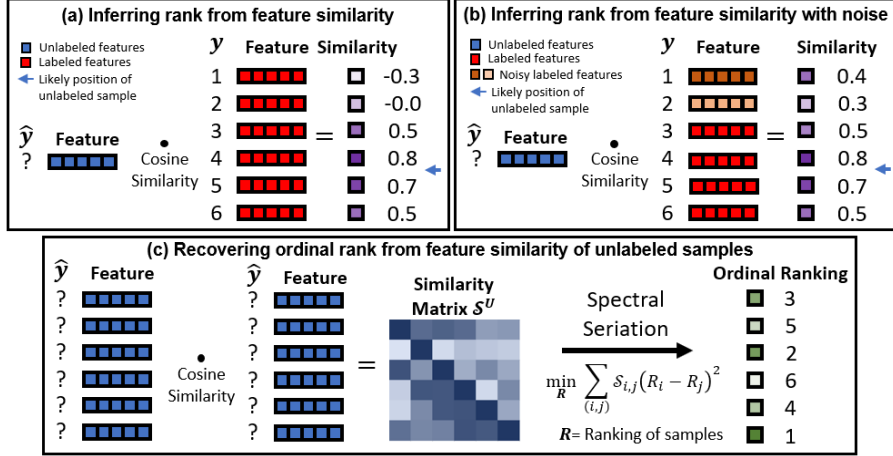 (a) Inferring rank from feature similarity
Unlabeled features
Labeled features
Likely position of
unlabeled sample
ŷ Feature
?
• Cosine
Similarity
y Feature Similarity
1 -0.3
2 -0.0
3 0.5
4 0.8
5 0.7
6 0.5
=
(b) Inferring rank from feature similarity with noise
Unlabeled features
Labeled features
Noisy labeled features
Likely position of
unlabeled sample
ŷ Feature
?
• Cosine
Similarity
y Feature Similarity
1 0.4
2 0.3
3 0.5
4 0.8
5 0.7
6 0.5
=
(c) Recovering ordinal rank from feature similarity of unlabeled samples
ŷ Feature
?
?
?
?
?
?
• Cosine
Similarity
ŷ Feature
?
?
?
?
?
?
=
Similarity
Matrix S^U
Spectral
Seriation
min_R ∑_(i,j) S_i,j(R_i − R_j)^2
R= Ranking of samples
Ordinal Ranking
3
5
2
6
4
1